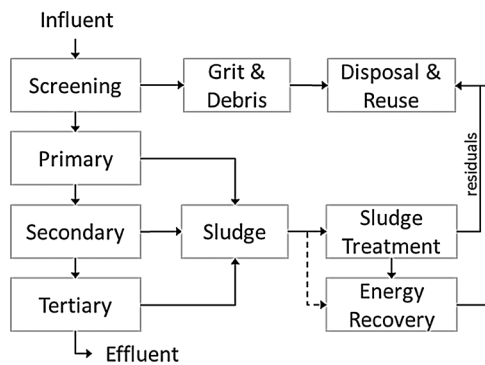 Influent
Screening
Grit &
Debris
Disposal &
Reuse
Primary
residuals
Secondary
Sludge
Sludge
Treatment
Tertiary
Energy
Recovery
Effluent